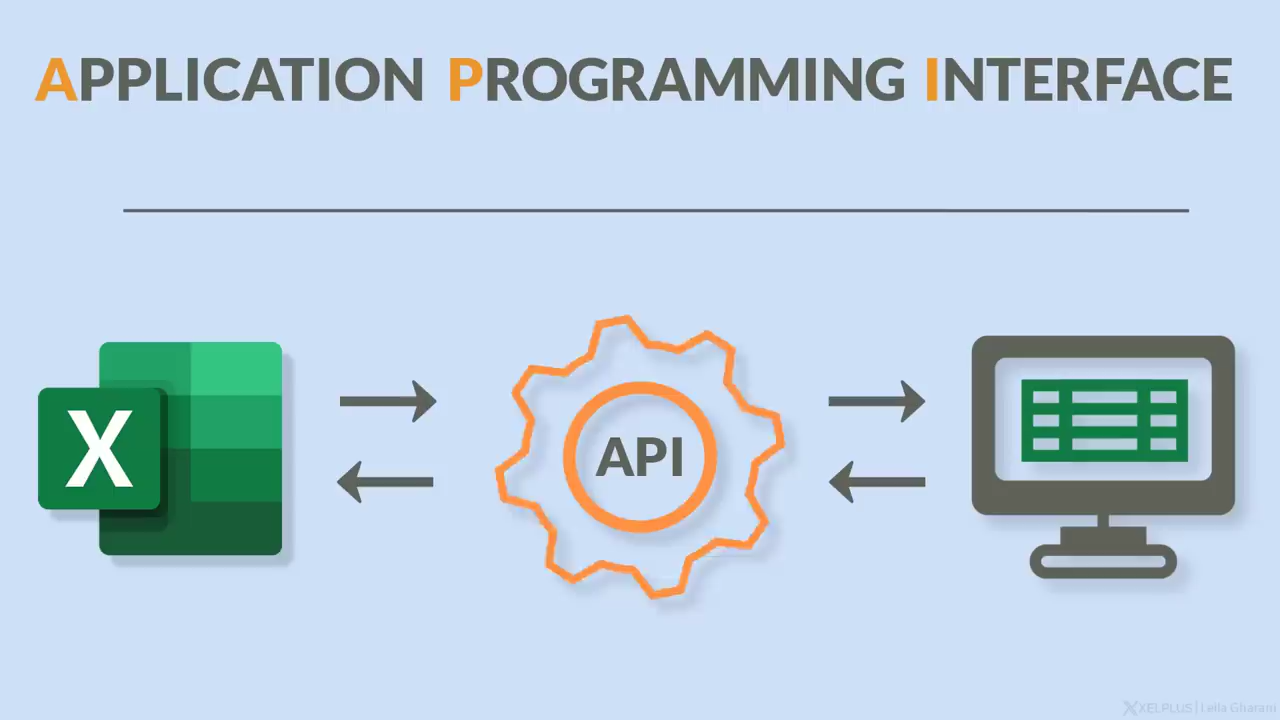 APPLICATION PROGRAMMING INTERFACE
X
API
XELPLUS | Leila Gharani